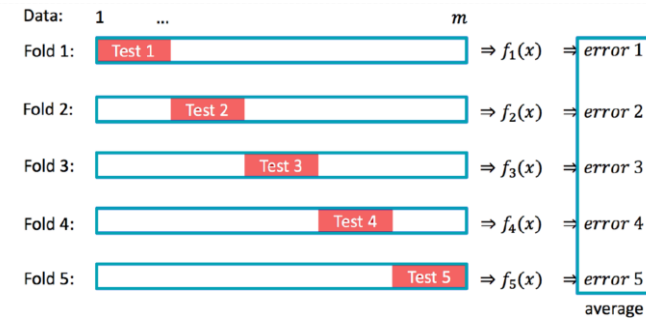 Data: 1 ... m
Fold 1: Test 1 ⇒ f₁(x) ⇒ error 1
Fold 2: Test 2 ⇒ f₂(x) ⇒ error 2
Fold 3: Test 3 ⇒ f₃(x) ⇒ error 3
Fold 4: Test 4 ⇒ f₄(x) ⇒ error 4
Fold 5: Test 5 ⇒ f₅(x) ⇒ error 5
average